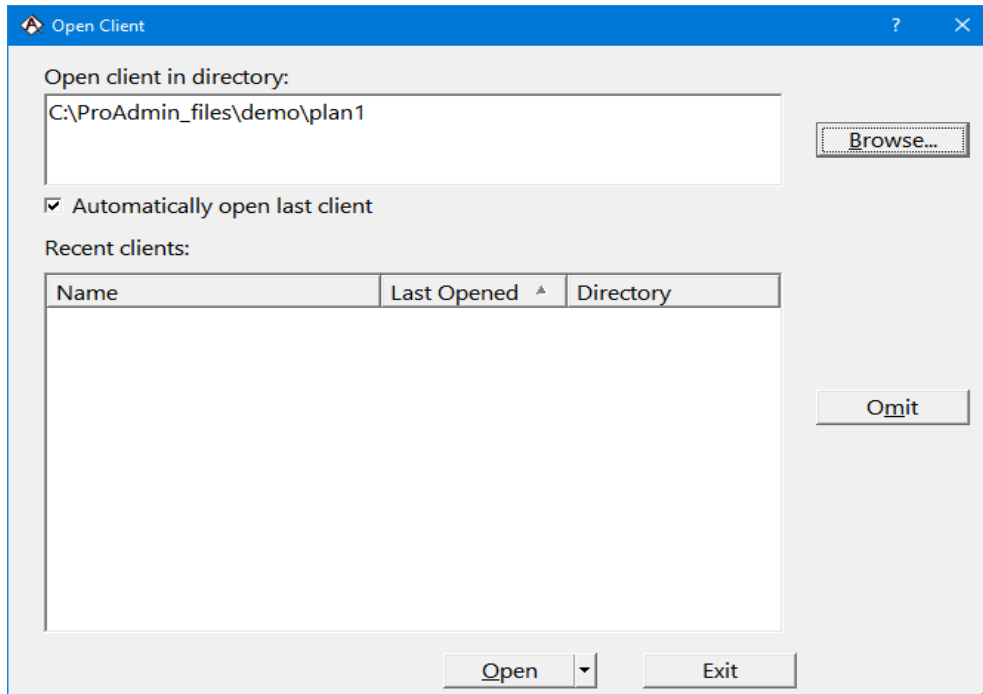 Open Client
Open client in directory:
C:\ProAdmin_files\demo\plan1
Browse...
Automatically open last client
Recent clients:
Name Last Opened Directory
Omit
Open Exit